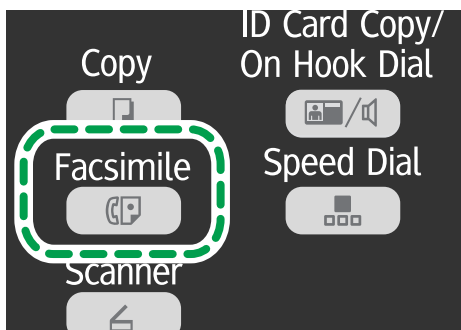 ID Card Copy/
Copy
On Hook Dial
Facsimile
Speed Dial
Scanner